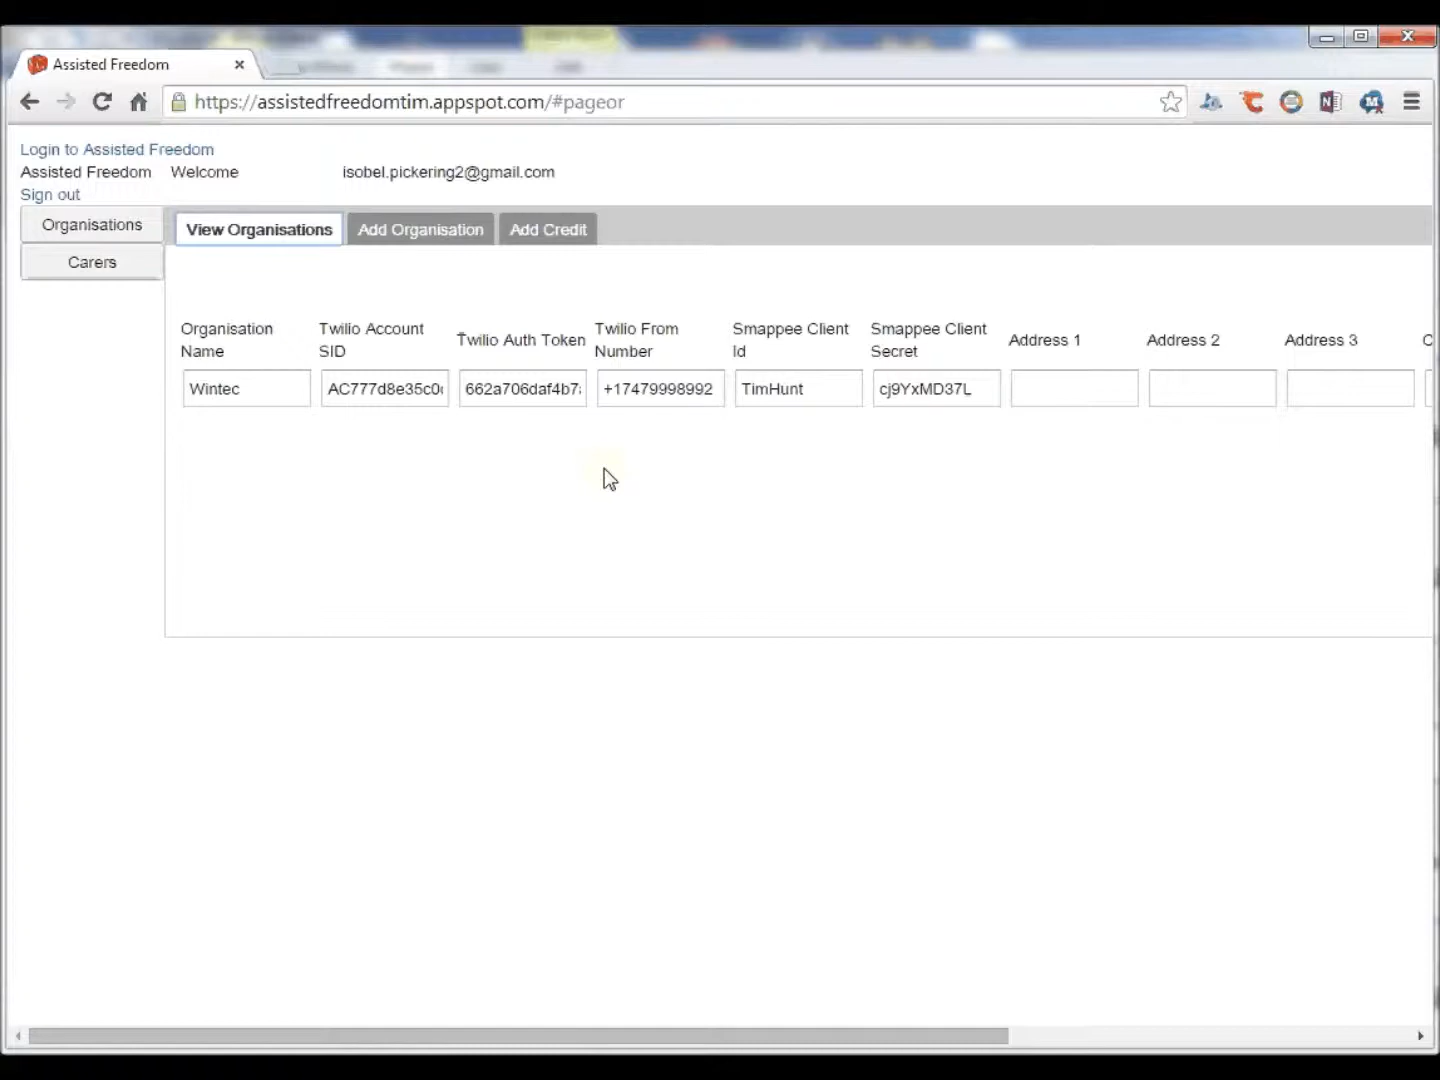 Assisted Freedom
https://assistedfreedomtim.appspot.com/#pageor
Login to Assisted Freedom
Assisted Freedom Welcome isobel.pickering2@gmail.com
Sign out
Organisations
Carers
View Organisations Add Organisation Add Credit
Organisation Name Twilio Account SID Twilio Auth Token Twilio From Number Smappee Client Id Smappee Client Secret Address 1 Address 2 Address 3
Wintec AC777d8e35c0 662a706daf4b7 +17479998992 TimHunt cj9YxMD37L